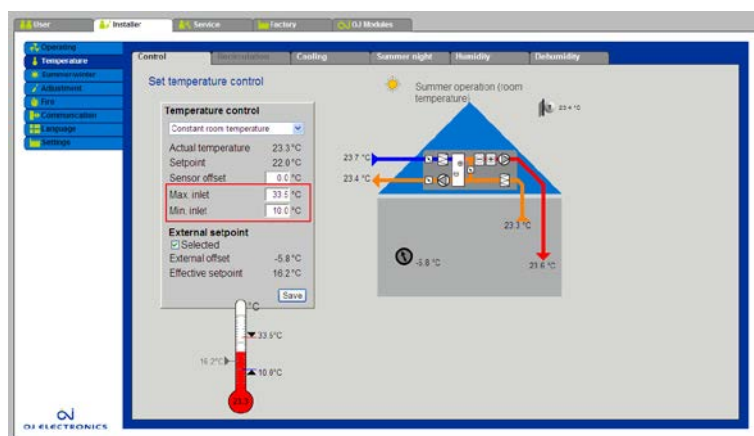 User
Installer
Service
Factory
OJ Modules
Operating
Temperature
Summer/winter
Adjustment
Fire
Communication
Language
Settings
Control
Recirculation
Cooling
Summer night
Humidity
Dehumidity
Set temperature control
Temperature control
Constant room temperature
Actual temperature 23.3°C
Setpoint 22.0°C
Sensor offset 0.0 °C
Max. inlet 33.5 °C
Min. inlet 10.0 °C
External setpoint
Selected
External offset -5.8°C
Effective setpoint 16.2°C
Save
°C
33.5°C
16.2°C
10.0°C
23.3
Summer operation (room
temperature)
23.4 °C
23.7 °C
23.4 °C
23.3 °C
-5.8 °C
23.6 °C
OJ ELECTRONICS